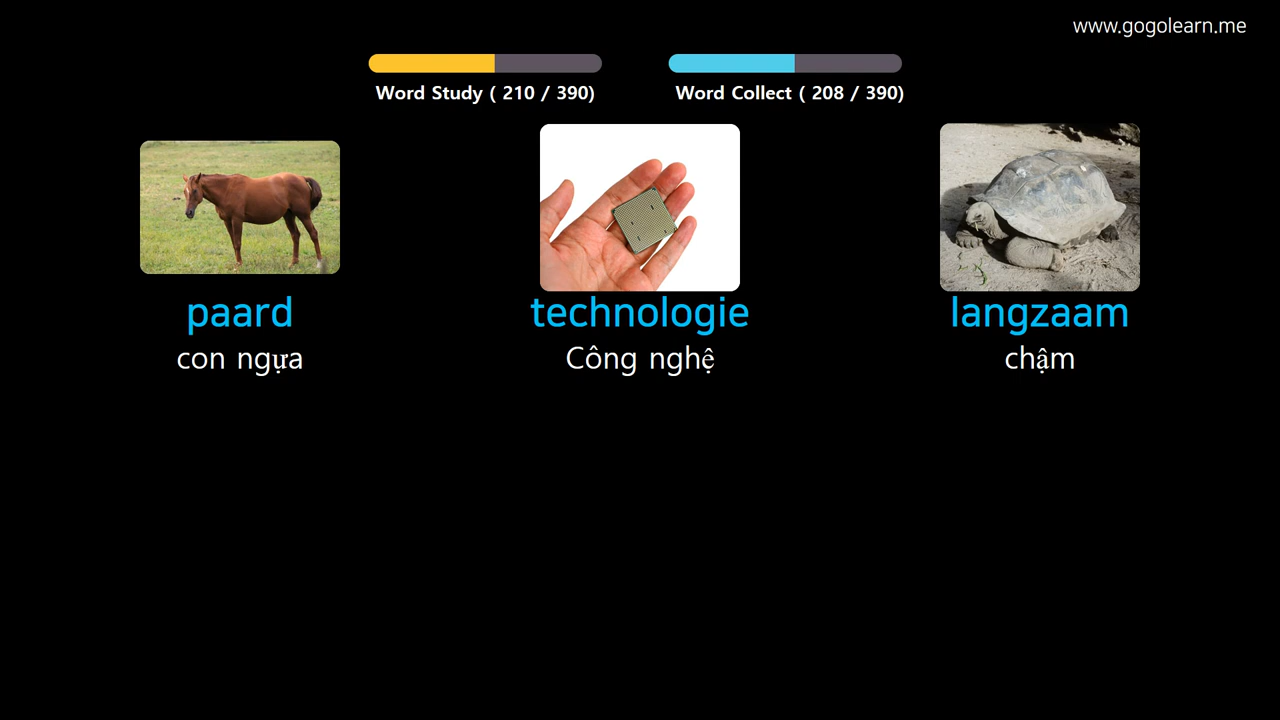 www.gogolearn.me
Word Study ( 210 / 390)
Word Collect ( 208 / 390)
paard
technologie
langzaam
con ngựa
Công nghệ
chậm